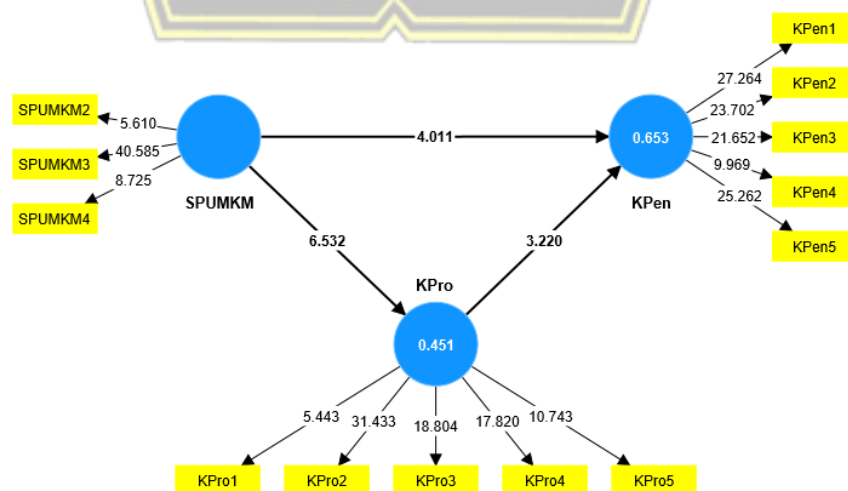 KPen1
27.264
SPUMKM2
5.610
KPen2
23.702
4.011
0.653
21.652
KPen3
SPUMKM3
40.585
9.969
KPen4
8.725
25.262
SPUMKM4
SPUMKM
KPen
KPen5
6.532
3.220
KPro
0.451
5.443
31.433
18.804
17.820
10.743
KPro1
KPro2
KPro3
KPro4
KPro5